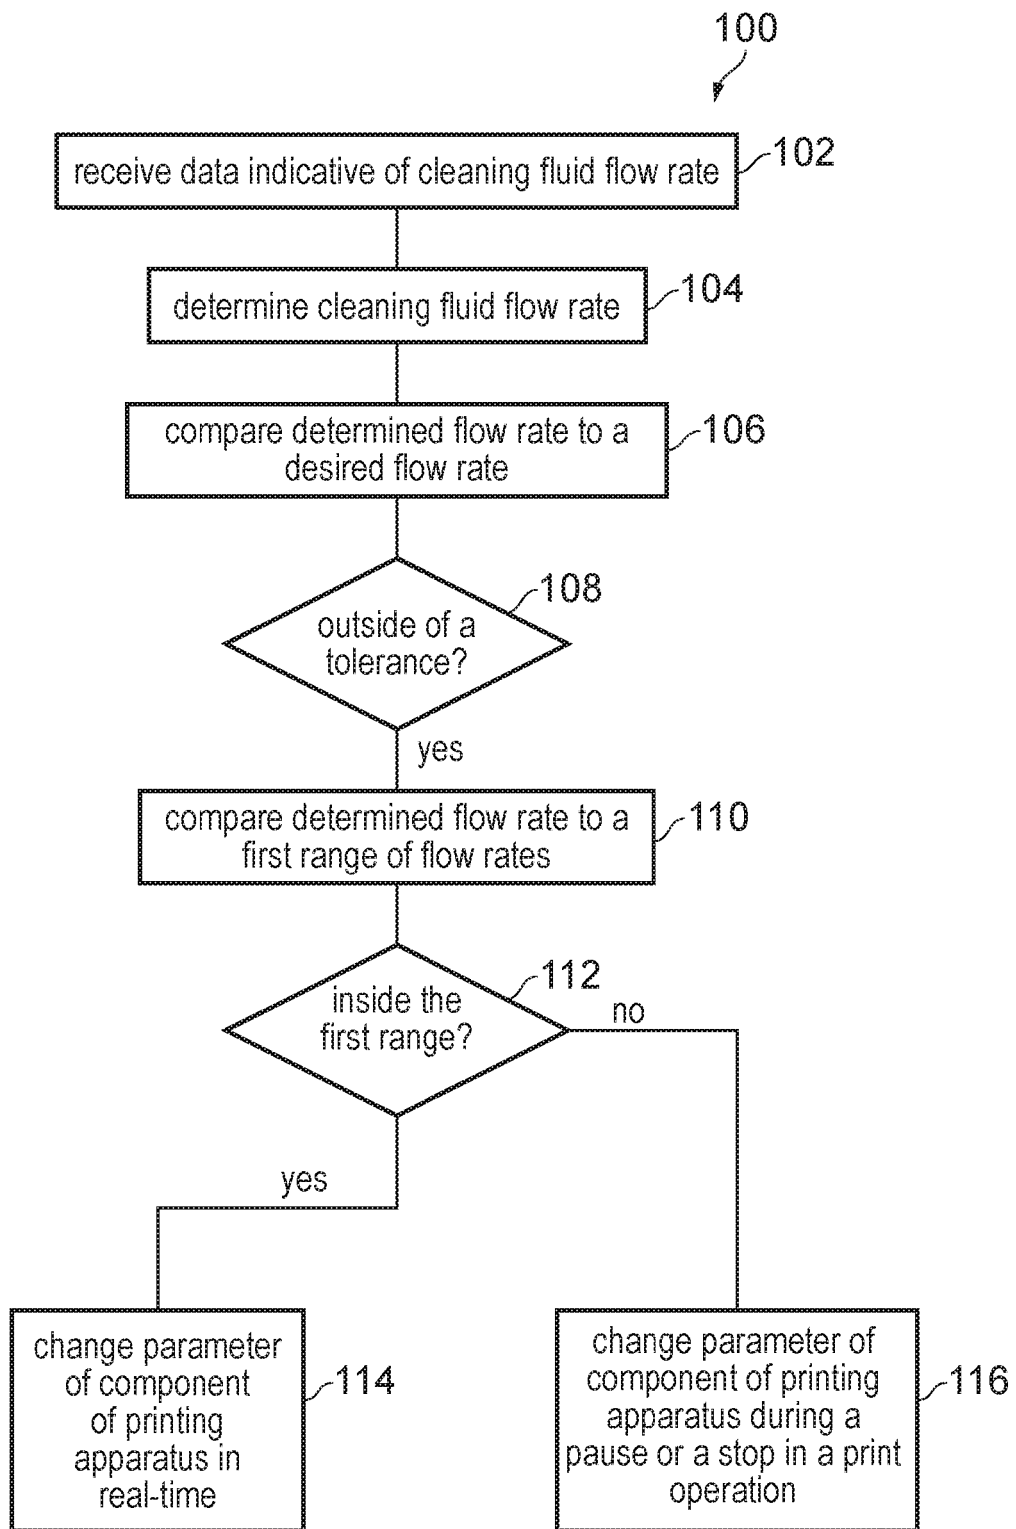 100
receive data indicative of cleaning fluid flow rate
102
determine cleaning fluid flow rate
104
compare determined flow rate to a
desired flow rate
106
108
outside of a
tolerance?
yes
compare determined flow rate to a
first range of flow rates
110
112
inside the
first range?
no
yes
change parameter
of component
of printing
apparatus in
real-time
114
change parameter of
component of printing
apparatus during a
pause or a stop in a print
operation
116